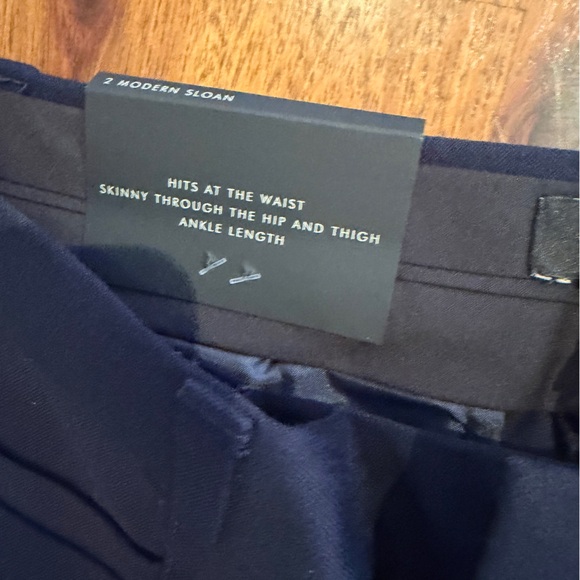 2 MODERN SLOAN
HITS AT THE WAIST
SKINNY THROUGH THE HIP AND THIGH
ANKLE LENGTH